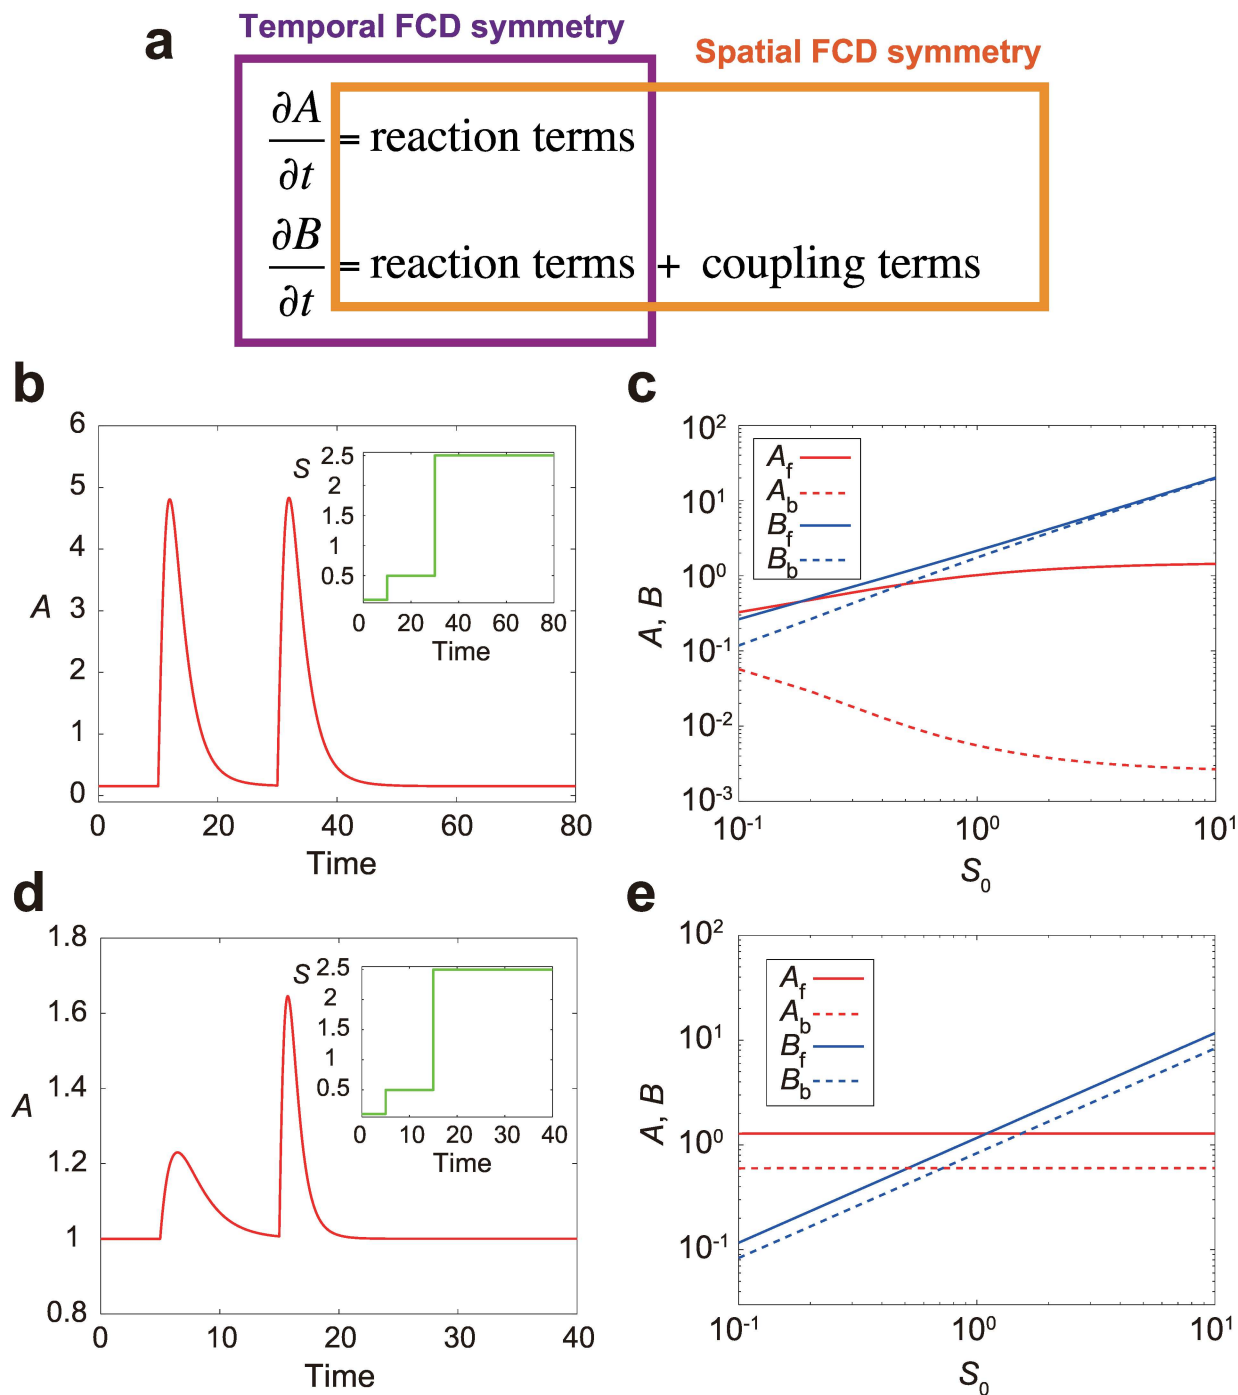 a
Temporal FCD symmetry
Spatial FCD symmetry
∂A/∂t = reaction terms
∂B/∂t = reaction terms + coupling terms
b
6
5
4
3
2
1
0
A
0 20 40 60 80
Time
S
2.5
2
1.5
1
0.5
0 20 40 60 80
Time
c
10²
10¹
10⁰
10⁻¹
10⁻²
10⁻³
A, B
A_f
A_b
B_f
B_b
10⁻¹ 10⁰ 10¹
S₀
d
1.8
1.6
1.4
1.2
1
0.8
A
0 10 20 30 40
Time
S
2.5
2
1.5
1
0.5
0 10 20 30 40
Time
e
10²
10¹
10⁰
10⁻¹
A, B
A_f
A_b
B_f
B_b
10⁻¹ 10⁰ 10¹
S₀